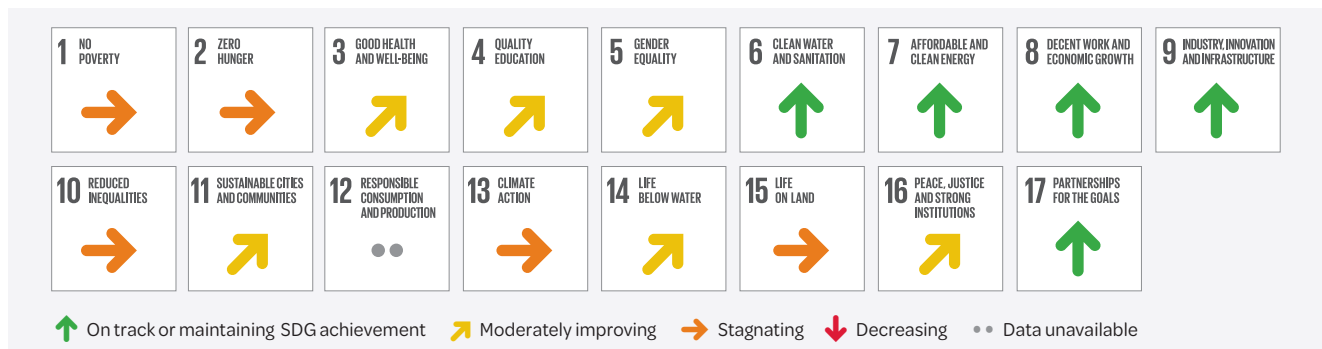 1 NO
POVERTY
2 ZERO
HUNGER
3 GOOD HEALTH
AND WELL-BEING
4 QUALITY
EDUCATION
5 GENDER
EQUALITY
6 CLEAN WATER
AND SANITATION
7 AFFORDABLE AND
CLEAN ENERGY
8 DECENT WORK AND
ECONOMIC GROWTH
9 INDUSTRY, INNOVATION
AND INFRASTRUCTURE
10 REDUCED
INEQUALITIES
11 SUSTAINABLE CITIES
AND COMMUNITIES
12 RESPONSIBLE
CONSUMPTION
AND PRODUCTION
13 CLIMATE
ACTION
14 LIFE
BELOW WATER
15 LIFE
ON LAND
16 PEACE, JUSTICE
AND STRONG
INSTITUTIONS
17 PARTNERSHIPS
FOR THE GOALS
On track or maintaining SDG achievement
Moderately improving
Stagnating
Decreasing
Data unavailable